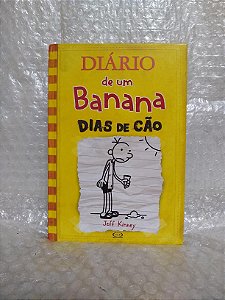 DIÁRIO
de um
Banana
DIAS DE CÃO
Jeff Kinney